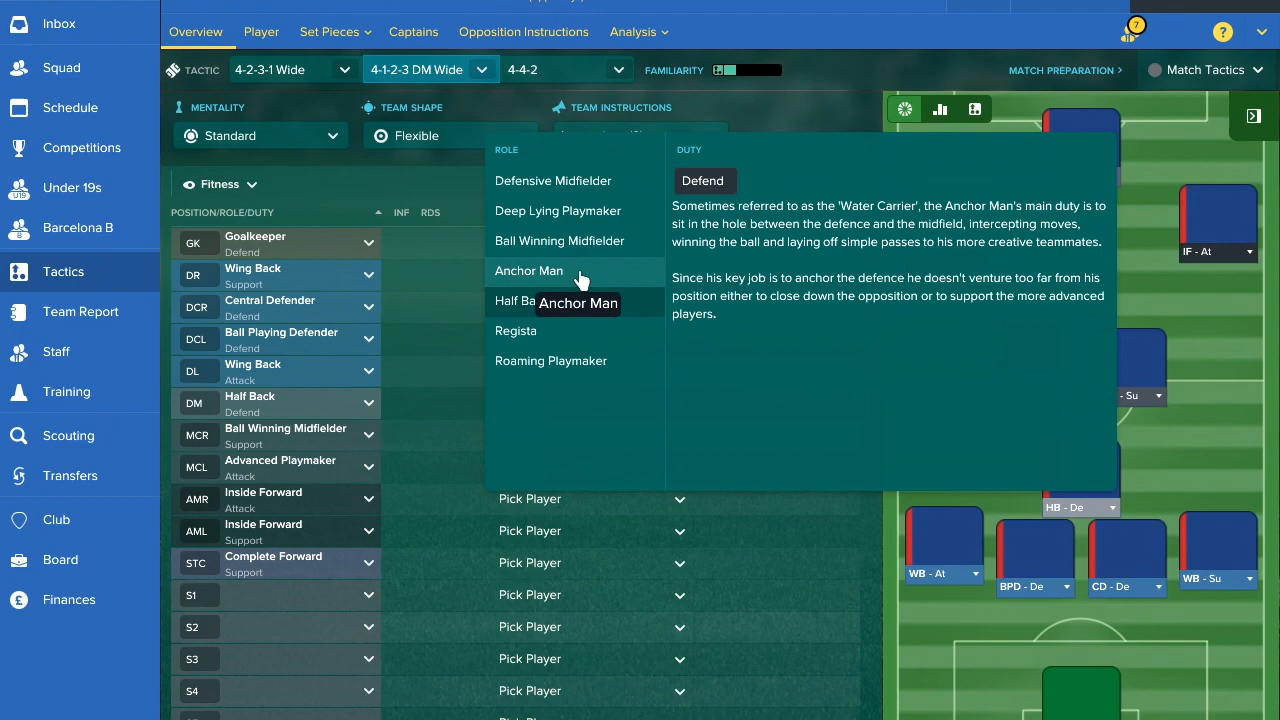 Inbox
Squad
Schedule
Competitions
U19
Under 19s
B
Barcelona B
Tactics
Team Report
Staff
Training
Scouting
Transfers
Club
Board
£
Finances
Overview
Player
Set Pieces
Captains
Opposition Instructions
Analysis
7
?
TACTIC
4-2-3-1 Wide
4-1-2-3 DM Wide
4-4-2
FAMILIARITY
MATCH PREPARATION >
Match Tactics
MENTALITY
TEAM SHAPE
TEAM INSTRUCTIONS
Standard
Flexible
Fitness
POSITION/ROLE/DUTY
INF
RDS
GK
Goalkeeper
Defend
DR
Wing Back
Support
DCR
Central Defender
Defend
DCL
Ball Playing Defender
Defend
DL
Wing Back
Attack
DM
Half Back
Defend
MCR
Ball Winning Midfielder
Support
MCL
Advanced Playmaker
Attack
AMR
Inside Forward
Attack
Pick Player
AML
Inside Forward
Attack
Pick Player
STC
Complete Forward
Support
Pick Player
S1
Pick Player
S2
Pick Player
S3
Pick Player
S4
Pick Player
ROLE
Defensive Midfielder
Deep Lying Playmaker
Ball Winning Midfielder
Anchor Man
Half Ba
Anchor Man
Regista
Roaming Playmaker
DUTY
Defend
Sometimes referred to as the 'Water Carrier', the Anchor Man's main duty is to
sit in the hole between the defence and the midfield, intercepting moves,
winning the ball and laying off simple passes to his more creative teammates.
Since his key job is to anchor the defence he doesn't venture too far from his
position either to close down the opposition or to support the more advanced
players.
IF - At
- Su
HB - De
WB - At
BPD - De
CD - De
WB - Su